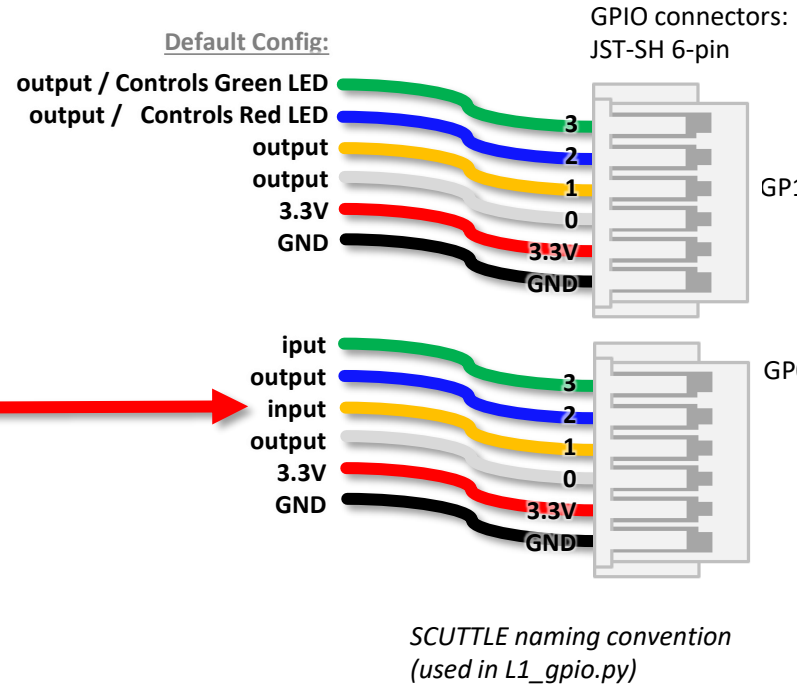 GPIO connectors:
JST-SH 6-pin
Default Config:
output / Controls Green LED
output / Controls Red LED
output
output
3.3V
GND
3
2
1
0
3.3V
GND
GP1
iput
output
input
output
3.3V
GND
3
2
1
0
3.3V
GND
GP
SCUTTLE naming convention
(used in L1_gpio.py)